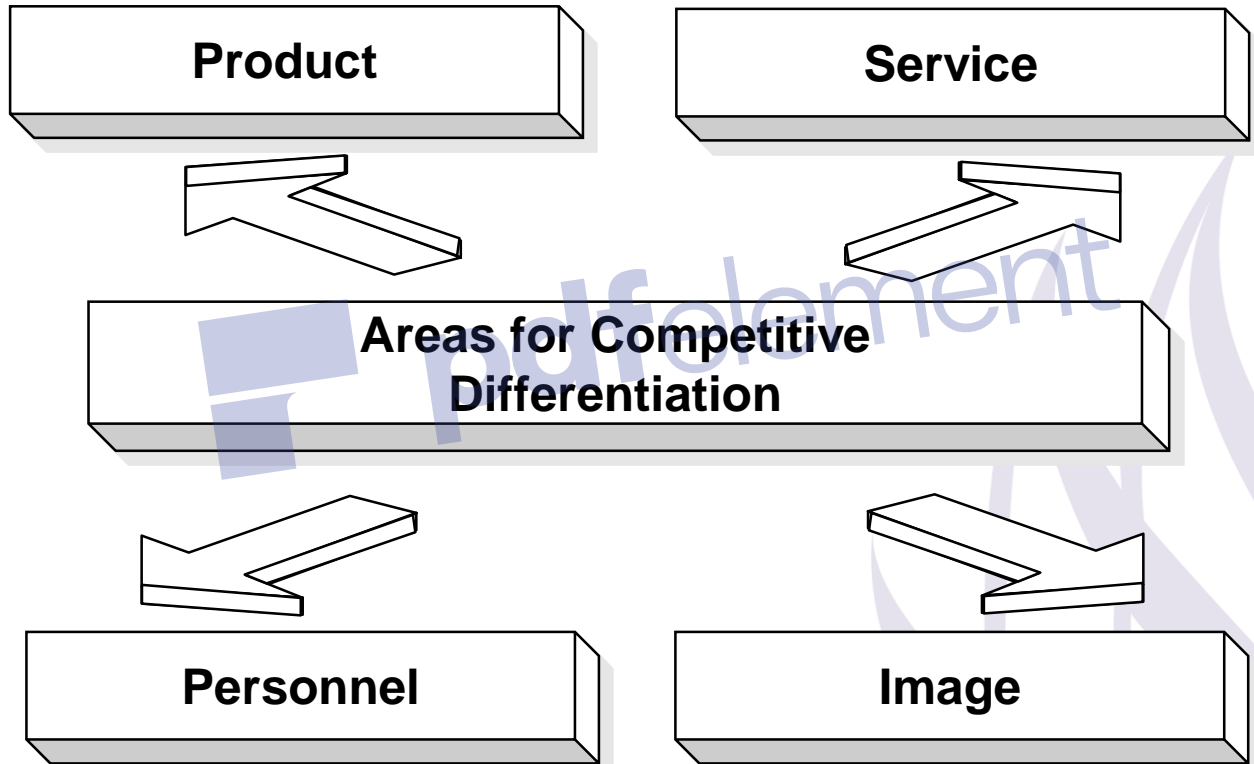 Product
Service
Areas for Competitive
Differentiation
pdfelement
Personnel
Image